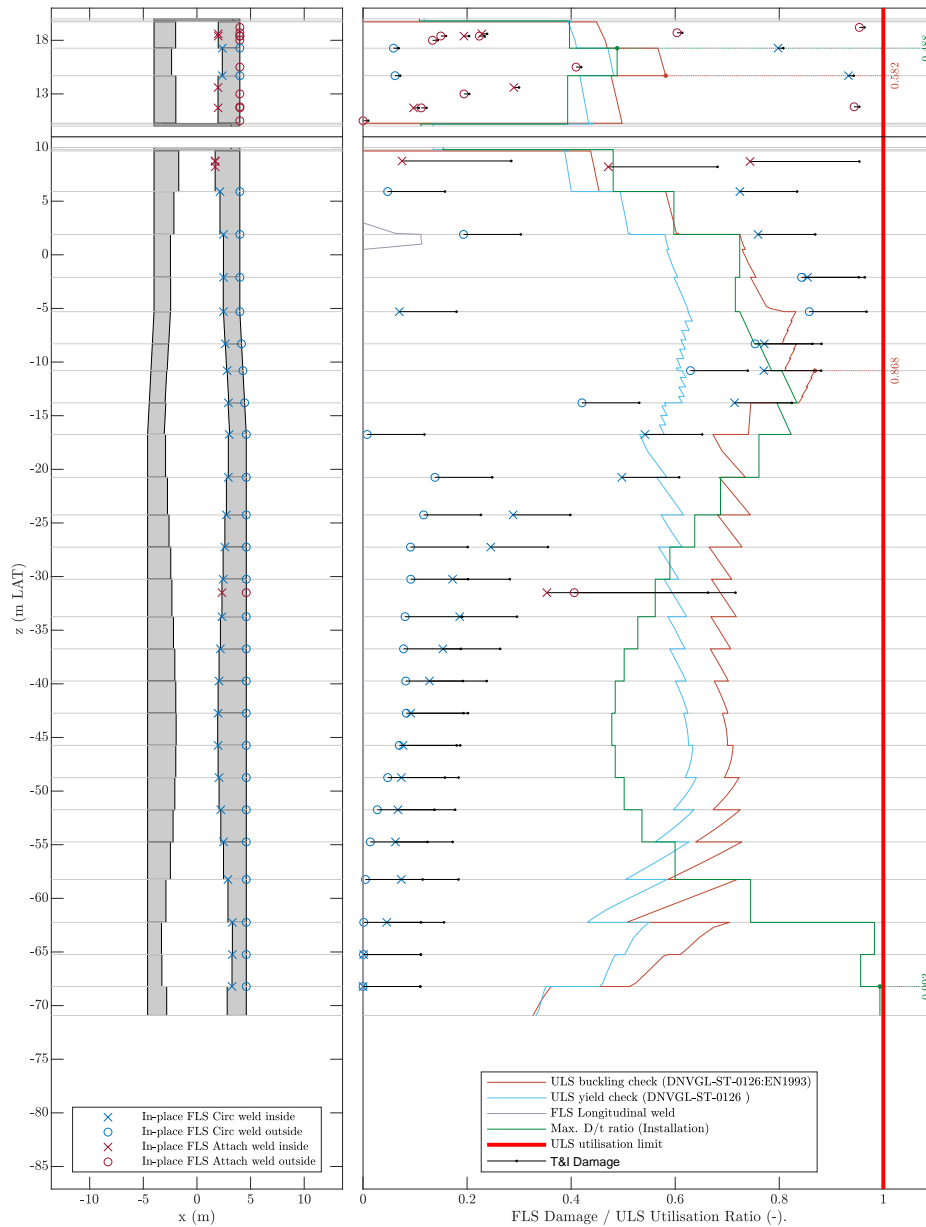 18
13
10
5
0
-5
-10
-15
-20
-25
-30
-35
-40
-45
-50
-55
-60
-65
-70
-75
-80
-85
z (m LAT)
-10 -5 0 5 10
x (m)
In-place FLS Circ weld inside
In-place FLS Circ weld outside
In-place FLS Attach weld inside
In-place FLS Attach weld outside
0.488
0.582
0.868
0.993
ULS buckling check (DNVGL-ST-0126:EN1993)
ULS yield check (DNVGL-ST-0126 )
FLS Longitudinal weld
Max. D/t ratio (Installation)
ULS utilisation limit
T&I Damage
0 0.2 0.4 0.6 0.8 1
FLS Damage / ULS Utilisation Ratio (-).